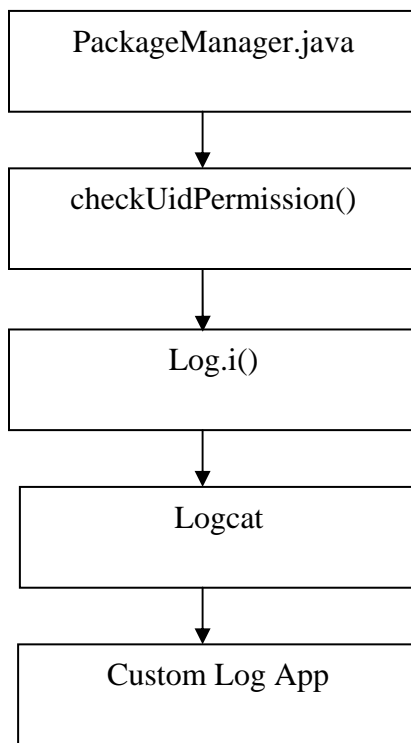 PackageManager.java
checkUidPermission()
Log.i()
Logcat
Custom Log App